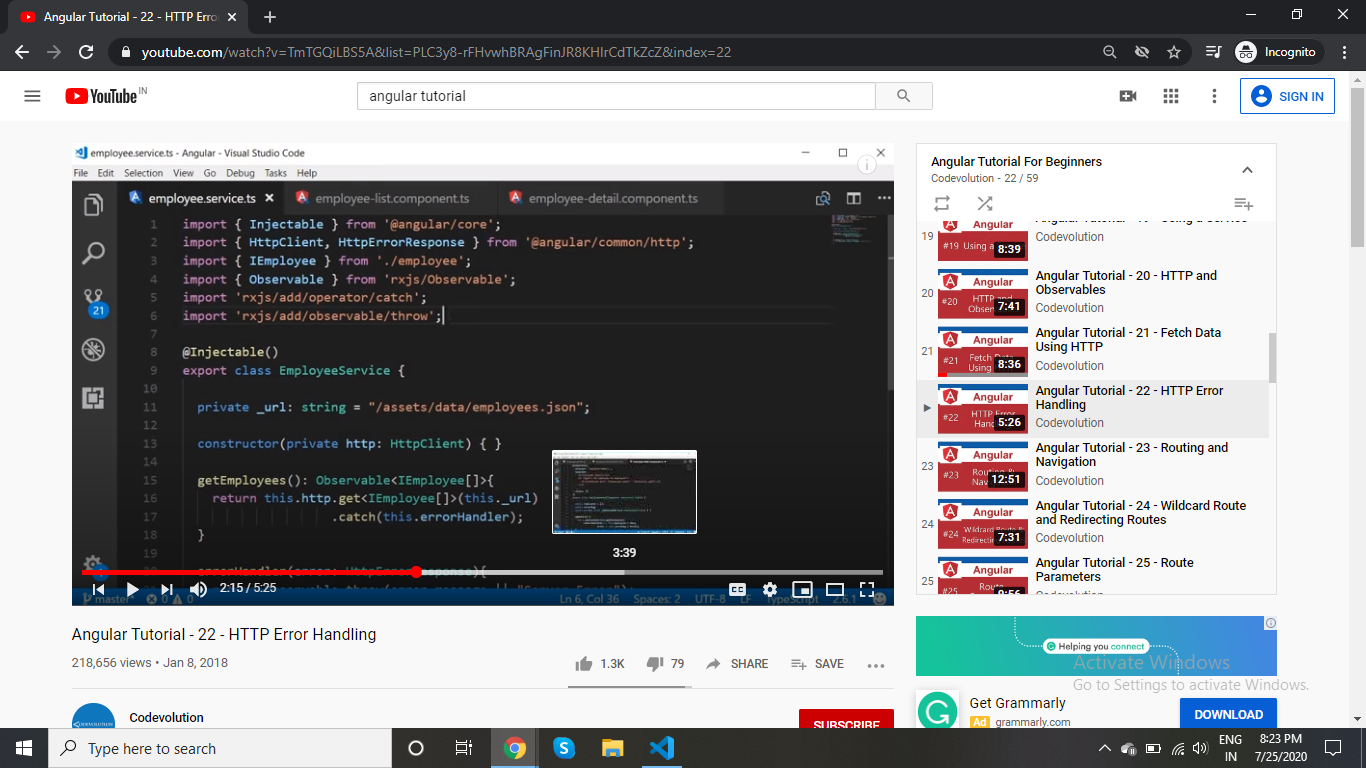 Angular Tutorial - 22 - HTTP Erro
youtube.com/watch?v=TmTGQiLBS5A&list=PLC3y8-rFHvwhBRAgFinJR8KHIrCdTkZcZ&index=22
Incognito
YouTube IN
angular tutorial
SIGN IN
employee.service.ts - Angular - Visual Studio Code
File Edit Selection View Go Debug Tasks Help
employee.service.ts employee-list.component.ts employee-detail.component.ts
1 import { Injectable } from '@angular/core';
2 import { HttpClient, HttpErrorResponse } from '@angular/common/http';
3 import { IEmployee } from './employee';
4 import { Observable } from 'rxjs/Observable';
5 import 'rxjs/add/operator/catch';
6 import 'rxjs/add/observable/throw';
7
8 @Injectable()
9 export class EmployeeService {
10
11 private _url: string = "/assets/data/employees.json";
12
13 constructor(private http: HttpClient) { }
14
15 getEmployees(): Observable<IEmployee[]>{
16 return this.http.get<IEmployee[]>(this._url)
17 .catch(this.errorHandler);
18 }
19
21
3:39
2:15 / 5:25
CC
master* 0 0 Ln 6, Col 36 Spaces: 2 UTF-8 LF TypeScript 2.6.1
Angular Tutorial - 22 - HTTP Error Handling
218,656 views • Jan 8, 2018
1.3K 79 SHARE SAVE
Codevolution
SUBSCRIBE
Angular Tutorial For Beginners
Codevolution - 22 / 59
19
#19 Using a
8:39
Codevolution
20
Angular
#20
7:41
Angular Tutorial - 20 - HTTP and
Observables
Codevolution
21
Angular
#21 Fetch Data
Using
8:36
Angular Tutorial - 21 - Fetch Data
Using HTTP
Codevolution
Angular
#22 HTTP Error
5:26
Angular Tutorial - 22 - HTTP Error
Handling
Codevolution
23
Angular
#23
12:51
Angular Tutorial - 23 - Routing and
Navigation
Codevolution
24
Angular
#24 Wildcard Route
7:31
Angular Tutorial - 24 - Wildcard Route
and Redirecting Routes
Codevolution
25
Angular
#25
9:56
Angular Tutorial - 25 - Route
Parameters
Helping you connect
Activate Windows
Go to Settings to activate Windows.
Get Grammarly
Ad grammarly.com
DOWNLOAD
Type here to search
ENG
IN
8:23 PM
7/25/2020